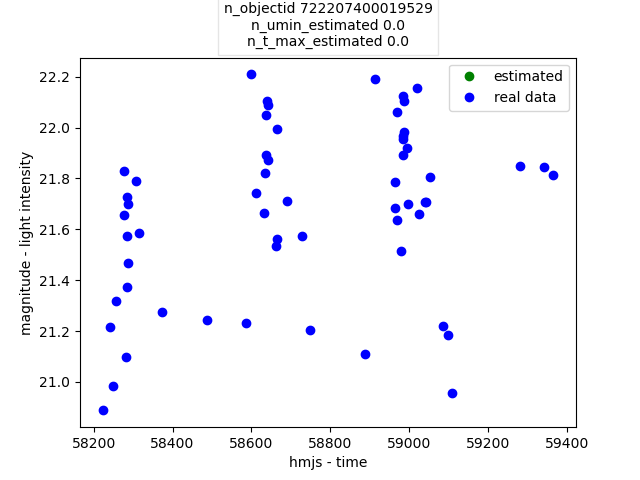 n_objectid 722207400019529
n_umin_estimated 0.0
n_t_max_estimated 0.0
estimated
real data
22.2
22.0
21.8
21.6
21.4
21.2
21.0
magnitude - light intensity
58200 58400 58600 58800 59000 59200 59400
hmjs - time